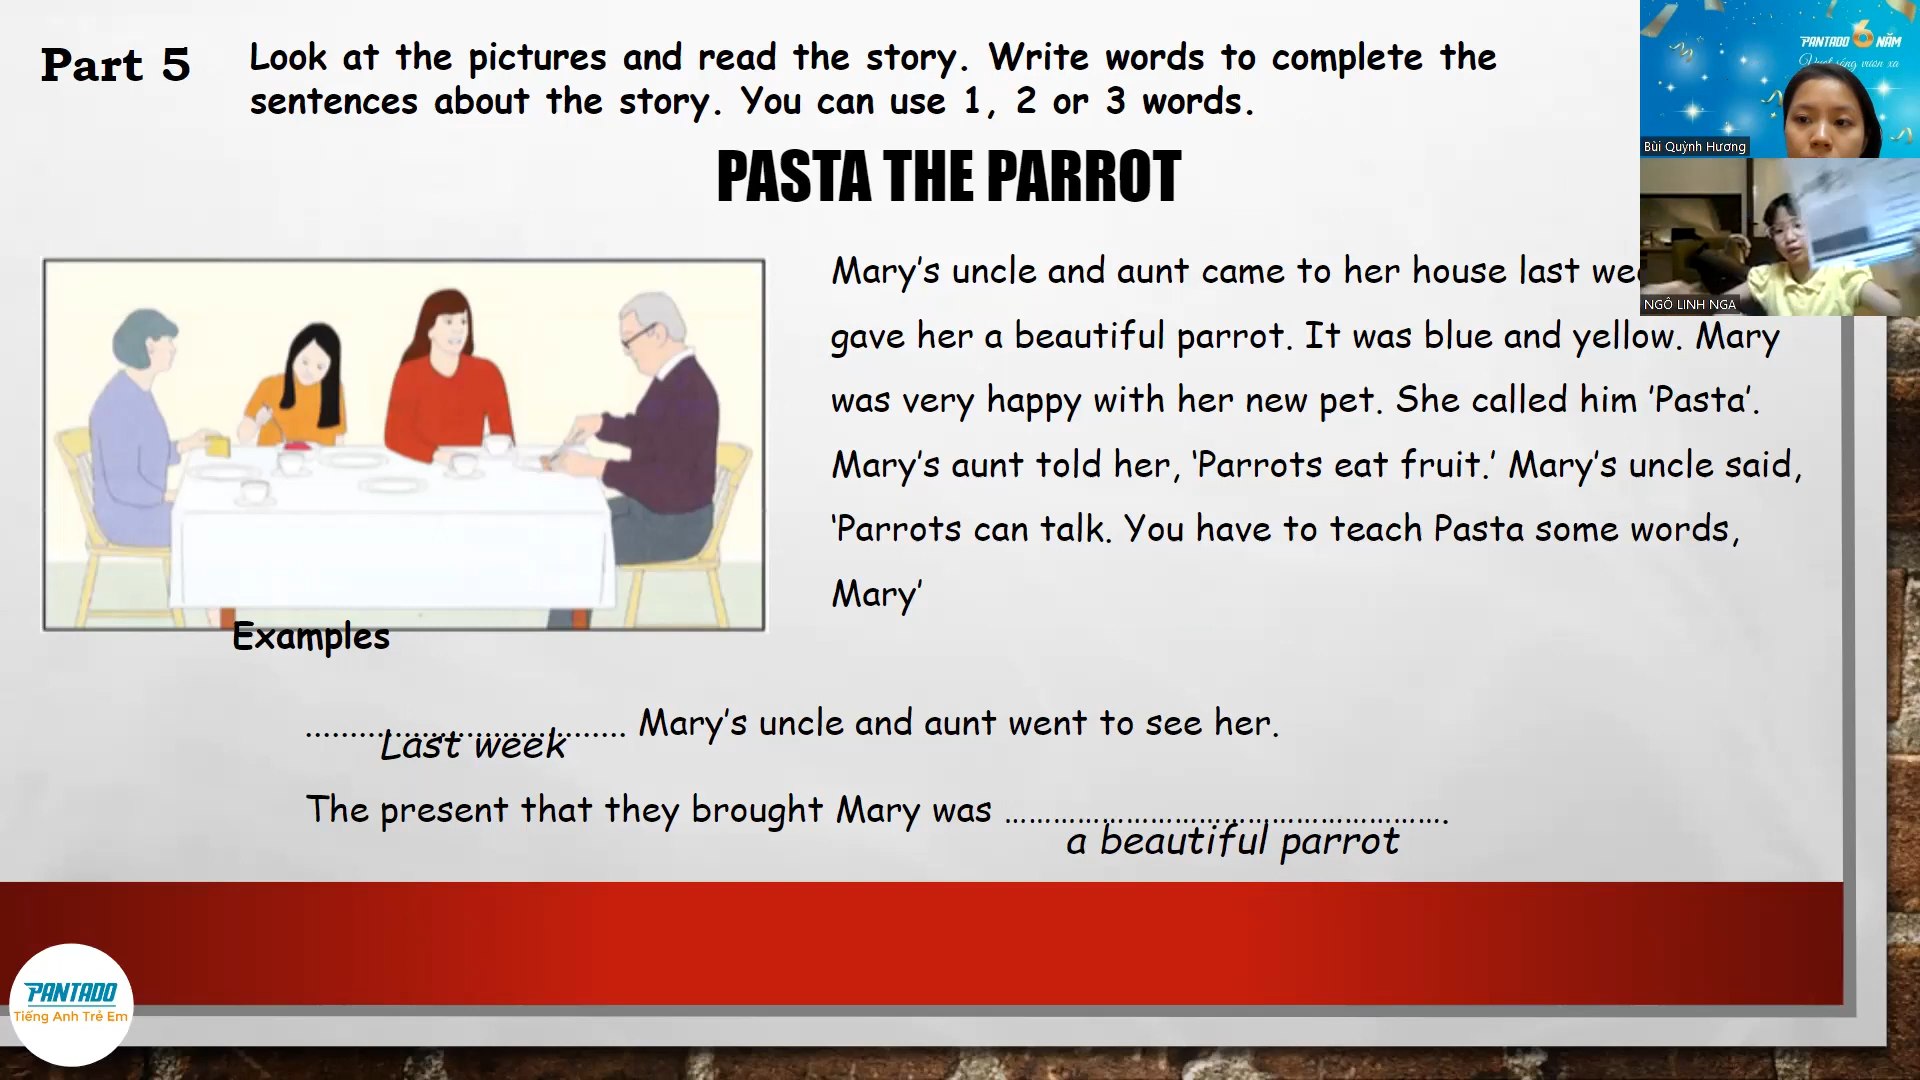 Part 5
Look at the pictures and read the story. Write words to complete the
sentences about the story. You can use 1, 2 or 3 words.
PASTA THE PARROT
Mary's uncle and aunt came to her house last
gave her a beautiful parrot. It was blue and yellow. Mary
was very happy with her new pet. She called him 'Pasta'.
Mary's aunt told her, 'Parrots eat fruit.' Mary's uncle said,
'Parrots can talk. You have to teach Pasta some words,
Mary'
Examples
.................................... Mary's uncle and aunt went to see her.
Last week
The present that they brought Mary was ……………………………………………….
a beautiful parrot
PANTADO
Tiếng Anh Trẻ Em
PANTADO 6 NĂM
vươn xa
Bùi Quỳnh Hương
NGÔ LINH NGA